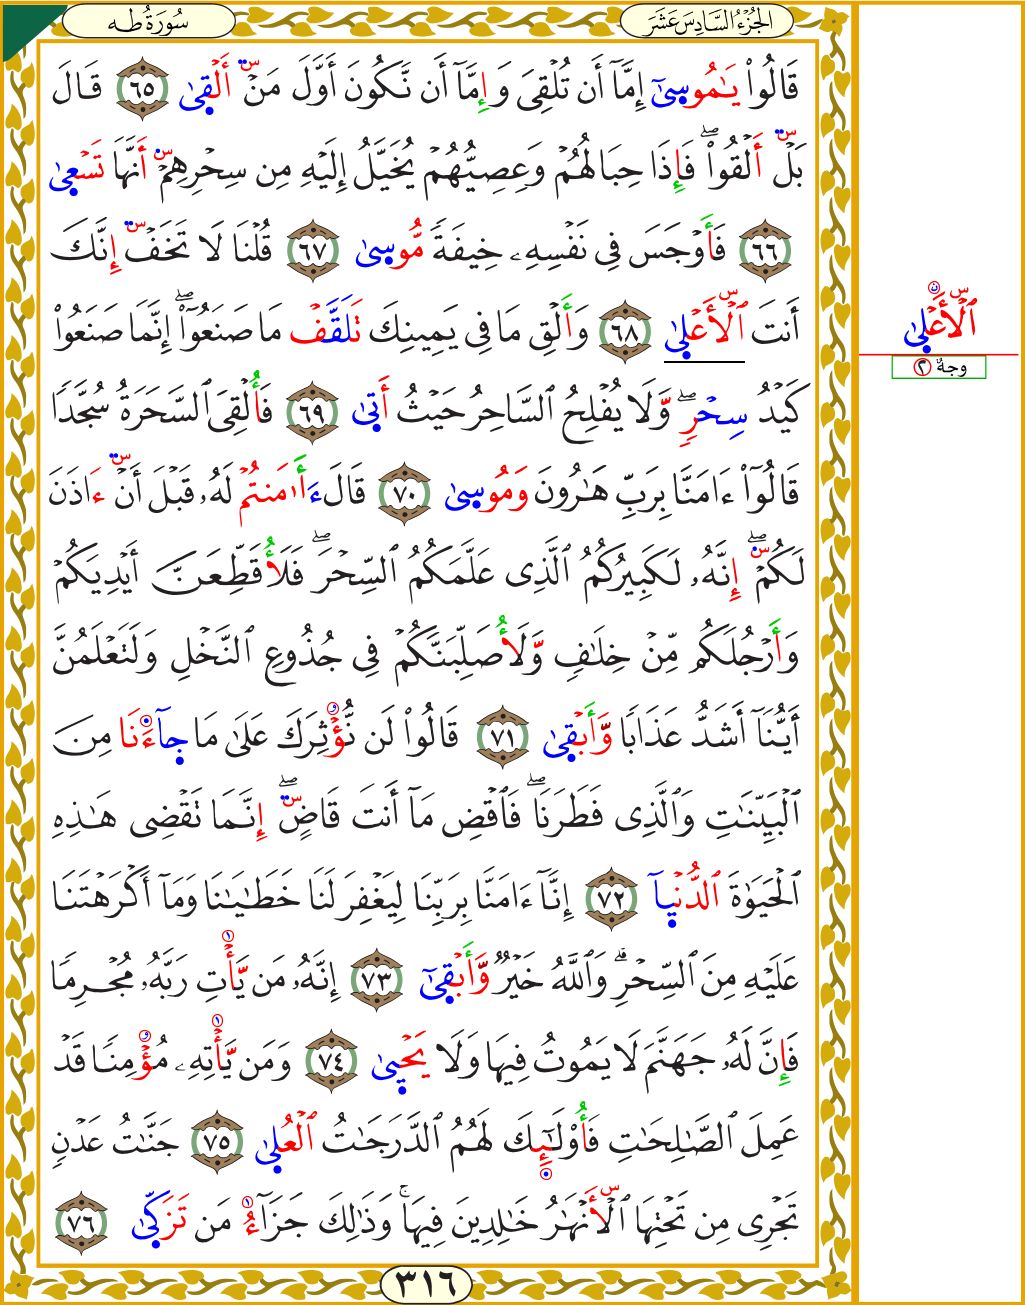 الجُزْءُ السَّادِسَ عَشَرَ
سُورَةُ طه
قَالُوا۟ يَـٰمُوسَىٰٓ إِمَّآ أَن تُلْقِىَ وَإِمَّآ أَن نَّكُونَ أَوَّلَ مَنْ أَلْقَىٰ ٦٥ قَالَ
بَلْ أَلْقُوا۟ۖ فَإِذَا حِبَالُهُمْ وَعِصِيُّهُمْ يُخَيَّلُ إِلَيْهِ مِن سِحْرِهِمْ أَنَّهَا تَسْعَىٰ
٦٦ فَأَوْجَسَ فِى نَفْسِهِۦ خِيفَةً مُّوسَىٰ ٦٧ قُلْنَا لَا تَخَفْ إِنَّكَ
أَنتَ ٱلْأَعْلَىٰ ٦٨ وَأَلْقِ مَا فِى يَمِينِكَ تَلَقَّفْ مَا صَنَعُوٓا۟ۖ إِنَّمَا صَنَعُوا۟
كَيْدُ سِحْرٍۖ وَلَا يُفْلِحُ ٱلسَّاحِرُ حَيْثُ أَتَىٰ ٦٩ فَأُلْقِىَ ٱلسَّحَرَةُ سُجَّدًا
قَالُوٓا۟ ءَامَنَّا بِرَبِّ هَـٰرُونَ وَمُوسَىٰ ٧٠ قَالَ ءَأَامَنتُمْ لَهُۥ قَبْلَ أَنْ ءَاذَنَ
لَكُمْۖ إِنَّهُۥ لَكَبِيرُكُمُ ٱلَّذِى عَلَّمَكُمُ ٱلسِّحْرَۖ فَلَأُقَطِّعَنَّ أَيْدِيَكُمْ
وَأَرْجُلَكُم مِّنْ خِلَـٰفٍ وَّلَأُصَلِّبَنَّكُمْ فِى جُذُوعِ ٱلنَّخْلِ وَلَتَعْلَمُنَّ
أَيُّنَآ أَشَدُّ عَذَابًا وَّأَبْقَىٰ ٧١ قَالُوا۟ لَن نُّؤْثِرَكَ عَلَىٰ مَا جَآءَنَا مِنَ
ٱلْبَيِّنَـٰتِ وَٱلَّذِى فَطَرَنَاۖ فَٱقْضِ مَآ أَنتَ قَاضٍۖ إِنَّمَا تَقْضِى هَـٰذِهِ
ٱلْحَيَوٰةَ ٱلدُّنْيَآ ٧٢ إِنَّآ ءَامَنَّا بِرَبِّنَا لِيَغْفِرَ لَنَا خَطَـٰيَـٰنَا وَمَآ أَكْرَهْتَنَا
عَلَيْهِ مِنَ ٱلسِّحْرِۗ وَٱللَّهُ خَيْرٌ وَّأَبْقَىٰٓ ٧٣ إِنَّهُۥ مَن يَّأْتِ رَبَّهُۥ مُجْرِمًا
فَإِنَّ لَهُۥ جَهَنَّمَ لَا يَمُوتُ فِيهَا وَلَا يَحْيَىٰ ٧٤ وَمَن يَّأْتِهِۦ مُؤْمِنًا قَدْ
عَمِلَ ٱلصَّـٰلِحَـٰتِ فَأُو۟لَـٰٓئِكَ لَهُمُ ٱلدَّرَجَـٰتُ ٱلْعُلَىٰ ٧٥ جَنَّـٰتُ عَدْنٍ
تَجْرِى مِن تَحْتِهَا ٱلْأَنْهَـٰرُ خَـٰلِدِينَ فِيهَاۚ وَذَٰلِكَ جَزَآءُ مَن تَزَكَّىٰ ٧٦
ٱلْأَعْلَىٰ
وجهٌ ٢
٣١٦